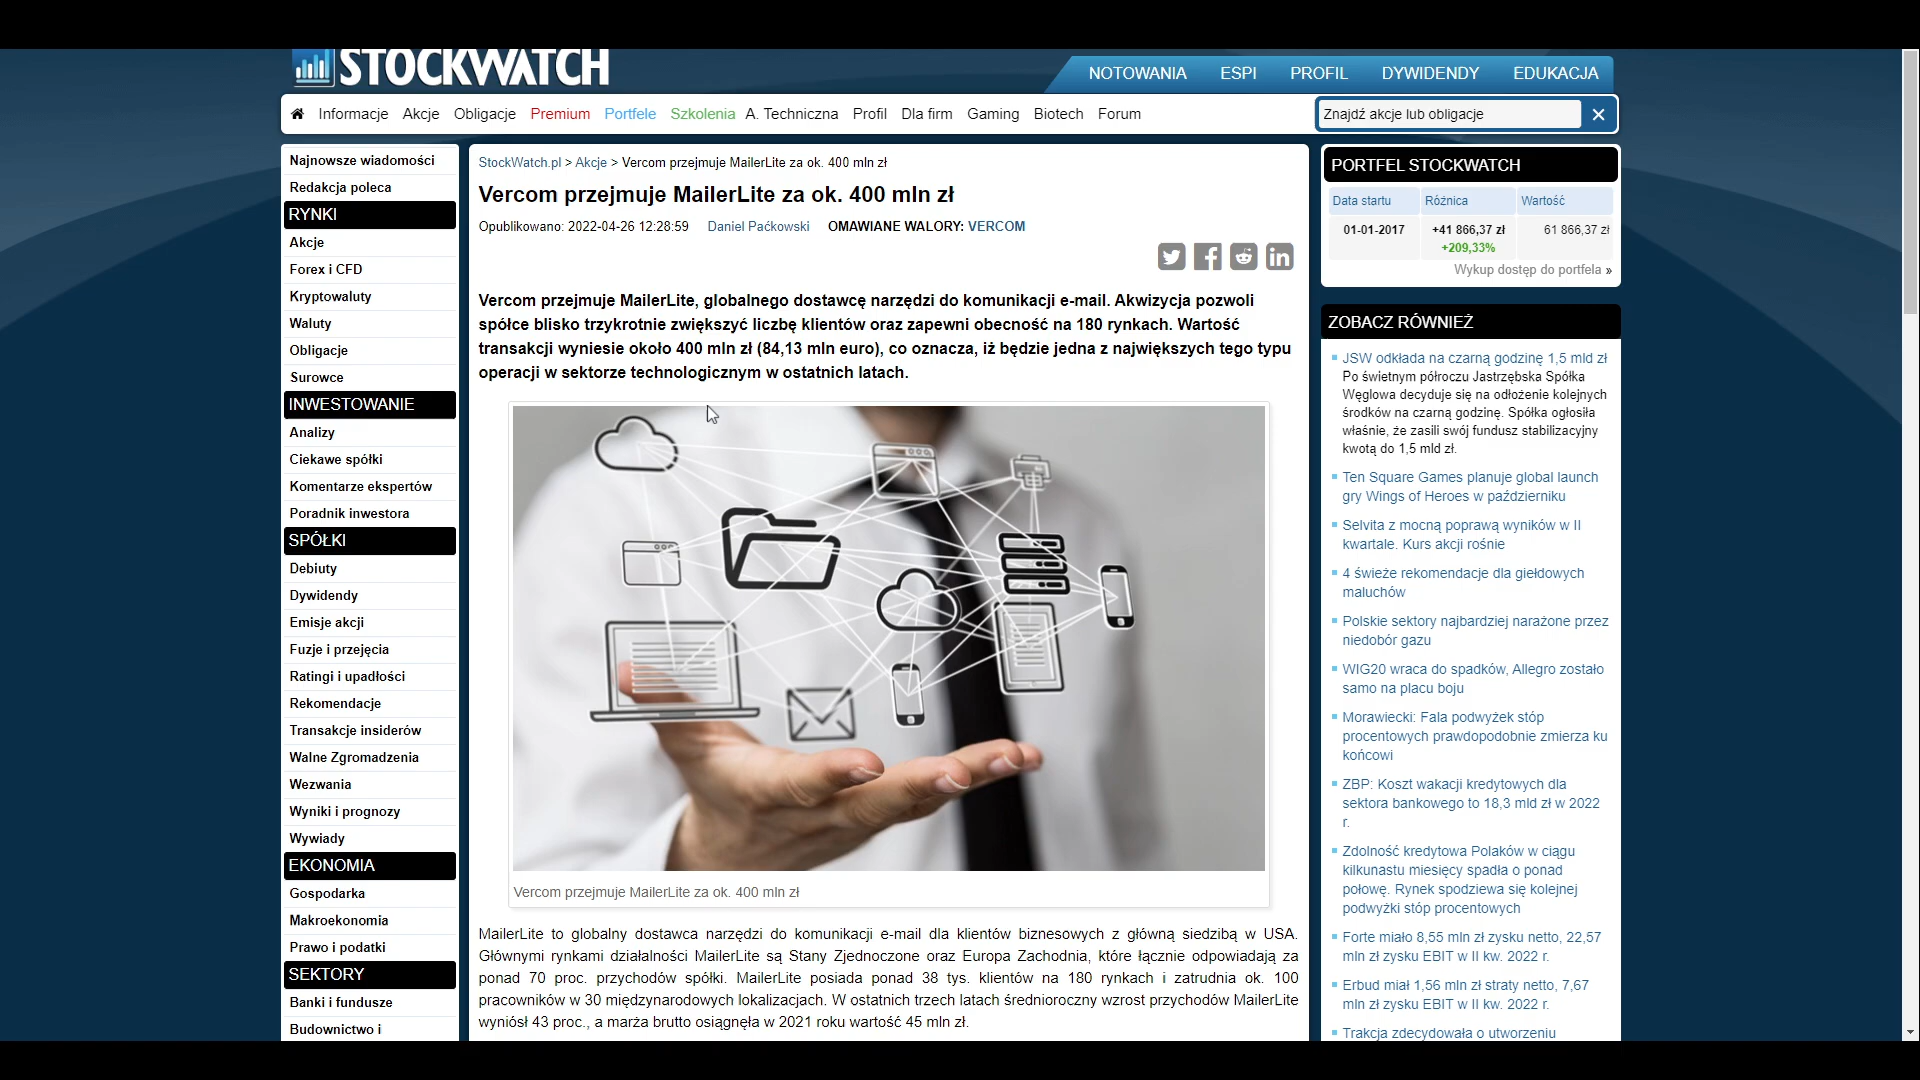 STOCKWATCH
NOTOWANIA ESPI PROFIL DYWIDENDY EDUKACJA
Informacje Akcje Obligacje Premium Portfele Szkolenia A. Techniczna Profil Dla firm Gaming Biotech Forum
Znajdź akcje lub obligacje
Najnowsze wiadomości
Redakcja poleca
RYNKI
Akcje
Forex i CFD
Kryptowaluty
Waluty
Obligacje
Surowce
INWESTOWANIE
Analizy
Ciekawe spółki
Komentarze ekspertów
Poradnik inwestora
SPÓŁKI
Debiuty
Dywidendy
Emisje akcji
Fuzje i przejęcia
Ratingi i upadłości
Rekomendacje
Transakcje insiderów
Walne Zgromadzenia
Wezwania
Wyniki i prognozy
Wywiady
EKONOMIA
Gospodarka
Makroekonomia
Prawo i podatki
SEKTORY
Banki i fundusze
Budownictwo i
StockWatch.pl > Akcje > Vercom przejmuje MailerLite za ok. 400 mln zł
Vercom przejmuje MailerLite za ok. 400 mln zł
Opublikowano: 2022-04-26 12:28:59 Daniel Paćkowski OMAWIANE WALORY: VERCOM
Vercom przejmuje MailerLite, globalnego dostawcę narzędzi do komunikacji e-mail. Akwizycja pozwoli
spółce blisko trzykrotnie zwiększyć liczbę klientów oraz zapewni obecność na 180 rynkach. Wartość
transakcji wyniesie około 400 mln zł (84,13 mln euro), co oznacza, iż będzie jedna z największych tego typu
operacji w sektorze technologicznym w ostatnich latach.
Vercom przejmuje MailerLite za ok. 400 mln zł
MailerLite to globalny dostawca narzędzi do komunikacji e-mail dla klientów biznesowych z główną siedzibą w USA.
Głównymi rynkami działalności MailerLite są Stany Zjednoczone oraz Europa Zachodnia, które łącznie odpowiadają za
ponad 70 proc. przychodów spółki. MailerLite posiada ponad 38 tys. klientów na 180 rynkach i zatrudnia ok. 100
pracowników w 30 międzynarodowych lokalizacjach. W ostatnich trzech latach średnioroczny wzrost przychodów MailerLite
wyniósł 43 proc., a marża brutto osiągnęła w 2021 roku wartość 45 mln zł.
PORTFEL STOCKWATCH
Data startu Różnica Wartość
01-01-2017 +41 866,37 zł 61 866,37 zł
+209,33%
Wykup dostęp do portfela »
ZOBACZ RÓWNIEŻ
JSW odkłada na czarną godzinę 1,5 mld zł
Po świetnym półroczu Jastrzębska Spółka
Węglowa decyduje się na odłożenie kolejnych
środków na czarną godzinę. Spółka ogłosiła
właśnie, że zasili swój fundusz stabilizacyjny
kwotą do 1,5 mld zł.
Ten Square Games planuje global launch
gry Wings of Heroes w październiku
Selvita z mocną poprawą wyników w II
kwartale. Kurs akcji rośnie
4 świeże rekomendacje dla giełdowych
maluchów
Polskie sektory najbardziej narażone przez
niedobór gazu
WIG20 wraca do spadków, Allegro zostało
samo na placu boju
Morawiecki: Fala podwyżek stóp
procentowych prawdopodobnie zmierza ku
końcowi
ZBP: Koszt wakacji kredytowych dla
sektora bankowego to 18,3 mld zł w 2022
r.
Zdolność kredytowa Polaków w ciągu
kilkunastu miesięcy spadła o ponad
połowę. Rynek spodziewa się kolejnej
podwyżki stóp procentowych
Forte miało 8,55 mln zł zysku netto, 22,57
mln zł zysku EBIT w II kw. 2022 r.
Erbud miał 1,56 mln zł straty netto, 7,67
mln zł zysku EBIT w II kw. 2022 r.
Trakcja zdecydowała o utworzeniu